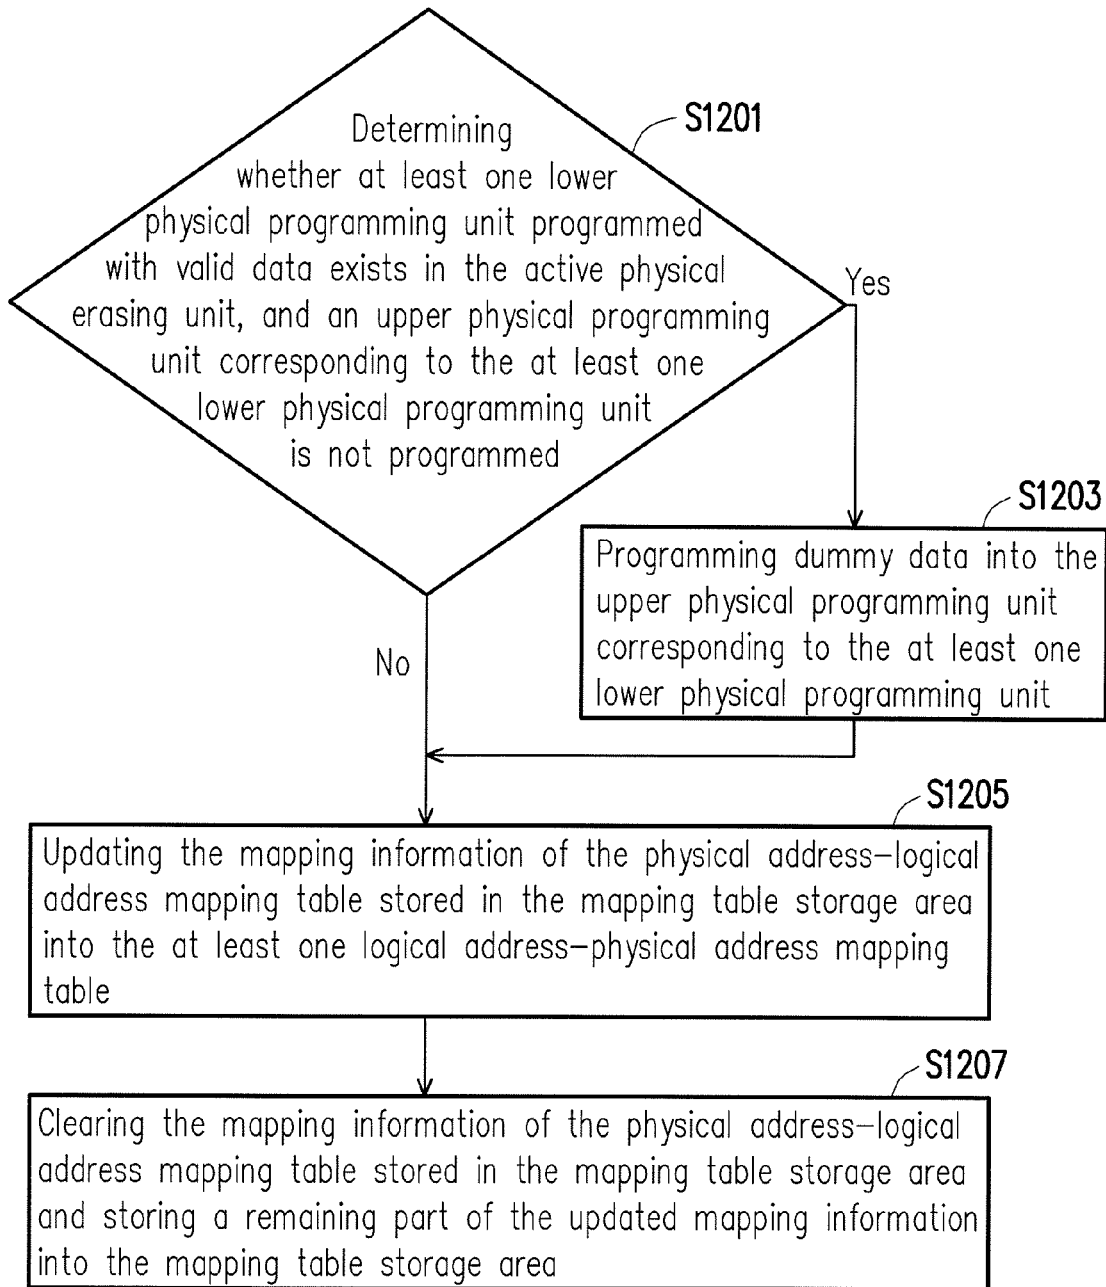 S1201
Determining
whether at least one lower
physical programming unit programmed
with valid data exists in the active physical
erasing unit, and an upper physical programming
unit corresponding to the at least one
lower physical programming unit
is not programmed
Yes
S1203
Programming dummy data into the
upper physical programming unit
corresponding to the at least one
lower physical programming unit
No
S1205
Updating the mapping information of the physical address-logical
address mapping table stored in the mapping table storage area
into the at least one logical address-physical address mapping
table
S1207
Clearing the mapping information of the physical address-logical
address mapping table stored in the mapping table storage area
and storing a remaining part of the updated mapping information
into the mapping table storage area